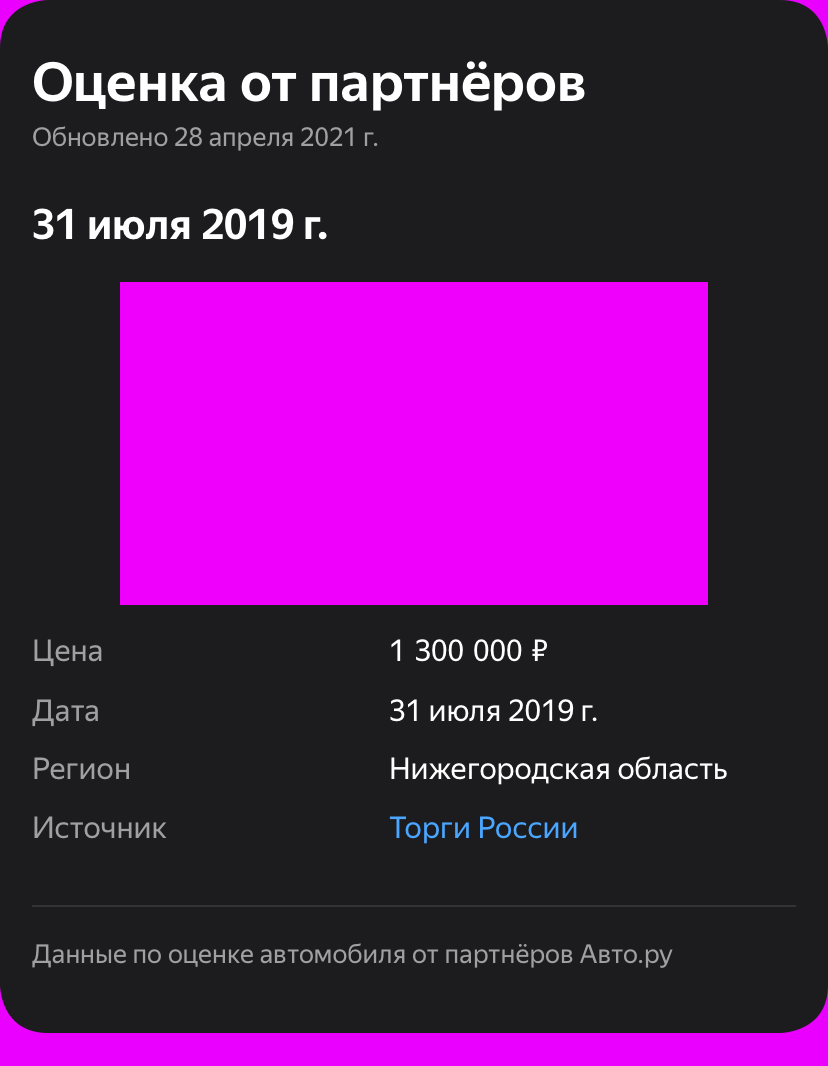 Оценка от партнёров
Обновлено 28 апреля 2021 г.
31 июля 2019 г.
Цена 1 300 000 ₽
Дата 31 июля 2019 г.
Регион Нижегородская область
Источник Торги России
Данные по оценке автомобиля от партнёров Авто.ру